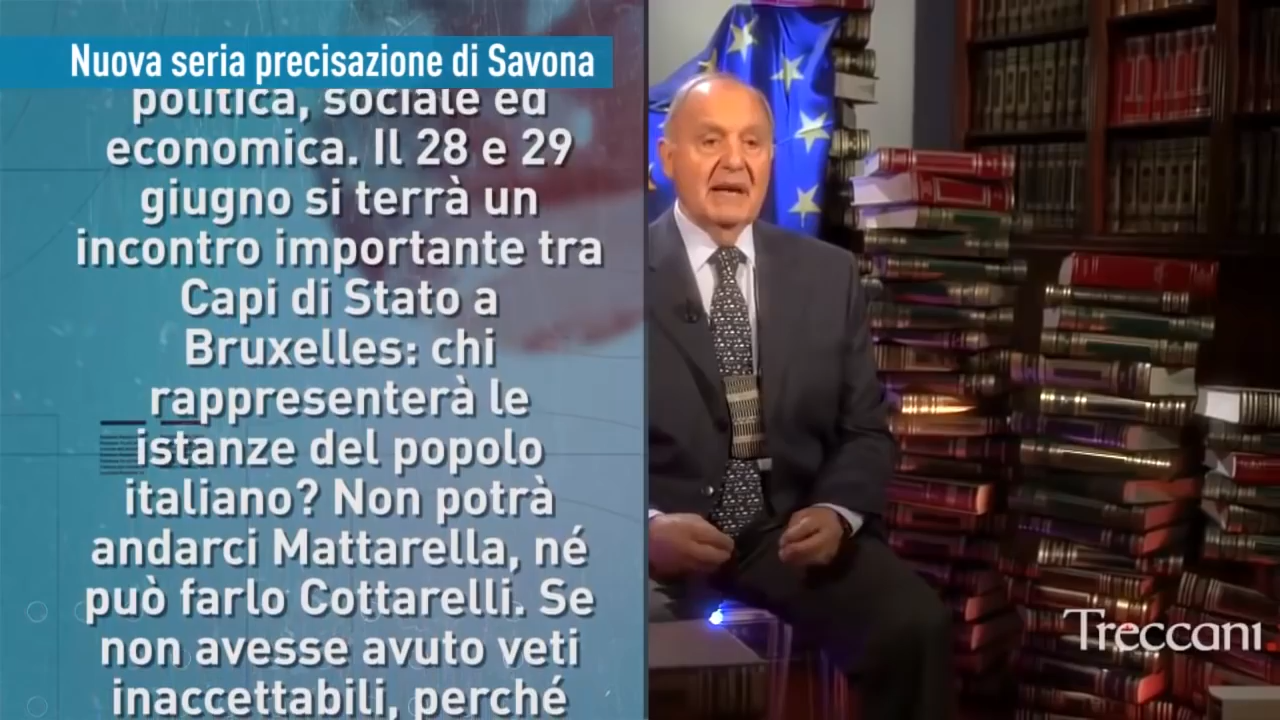 Nuova seria precisazione di Savona
politica, sociale ed
economica. Il 28 e 29
giugno si terrà un
incontro importante tra
Capi di Stato a
Bruxelles: chi
rappresenterà le
istanze del popolo
italiano? Non potrà
andarci Mattarella, né
può farlo Cottarelli. Se
non avesse avuto veti
inaccettabili, perché
Treccani